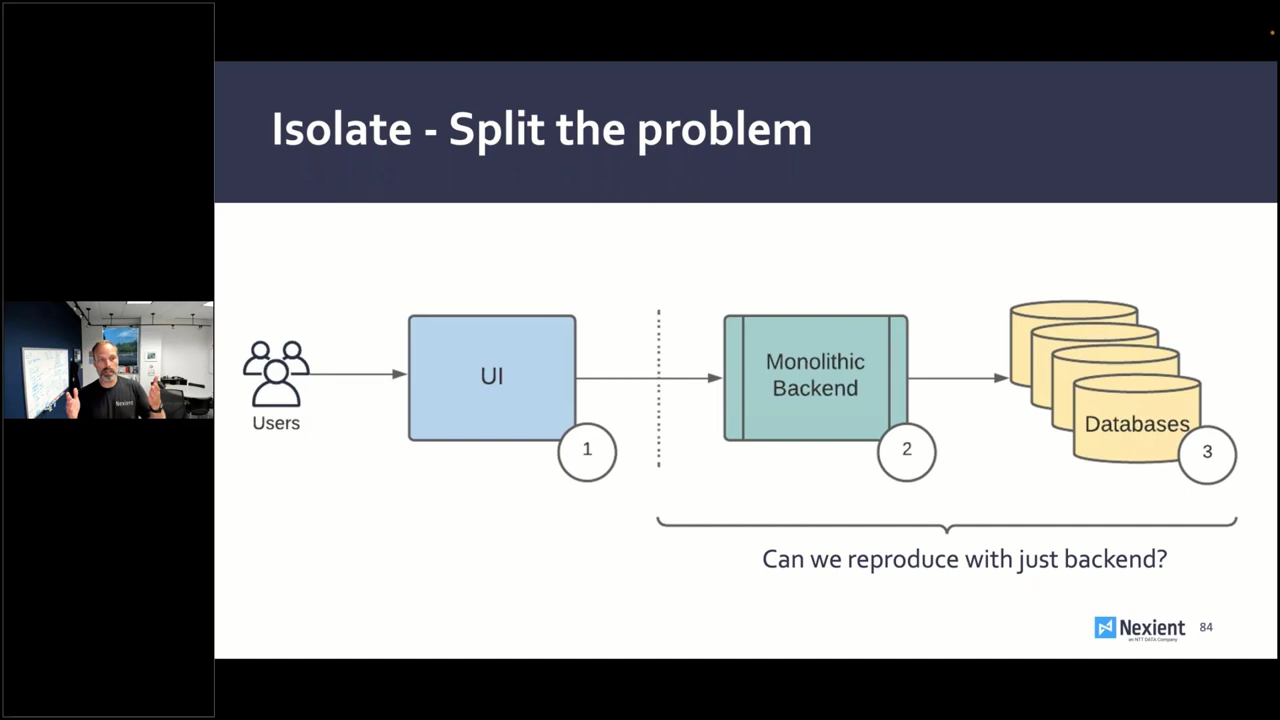 Isolate - Split the problem
Users
UI
1
Monolithic
Backend
2
Databases
3
Can we reproduce with just backend?
Nexient
an NTT DATA Company
84
Nexient